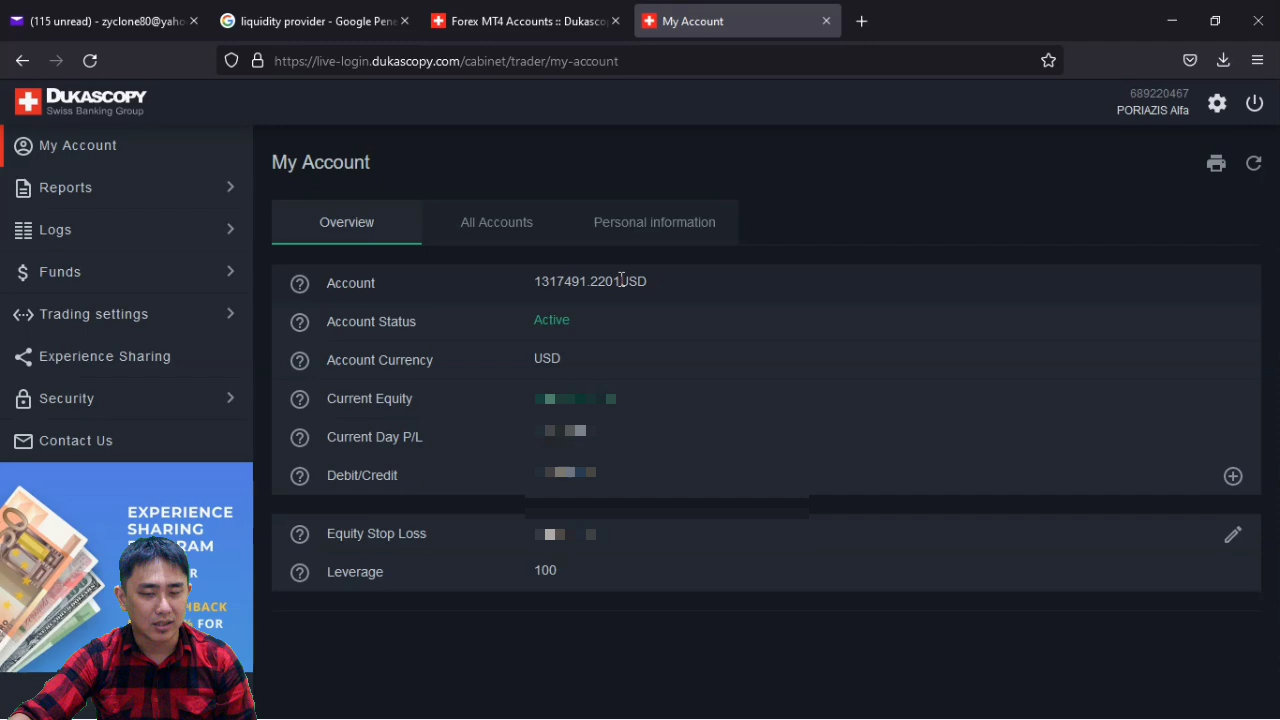 (115 unread) - zyclone80@yaho
liquidity provider - Google Pene
Forex MT4 Accounts :: Dukasco
My Account
https://live-login.dukascopy.com/cabinet/trader/my-account
DUKASCOPY
Swiss Banking Group
689220467
PORIAZIS Alfa
My Account
Reports
Logs
Funds
Trading settings
Experience Sharing
Security
Contact Us
My Account
Overview
All Accounts
Personal information
Account
1317491.2201USD
Account Status
Active
Account Currency
USD
Current Equity
Current Day P/L
Debit/Credit
Equity Stop Loss
Leverage
100
EXPERIENCE
SHARING
FOR